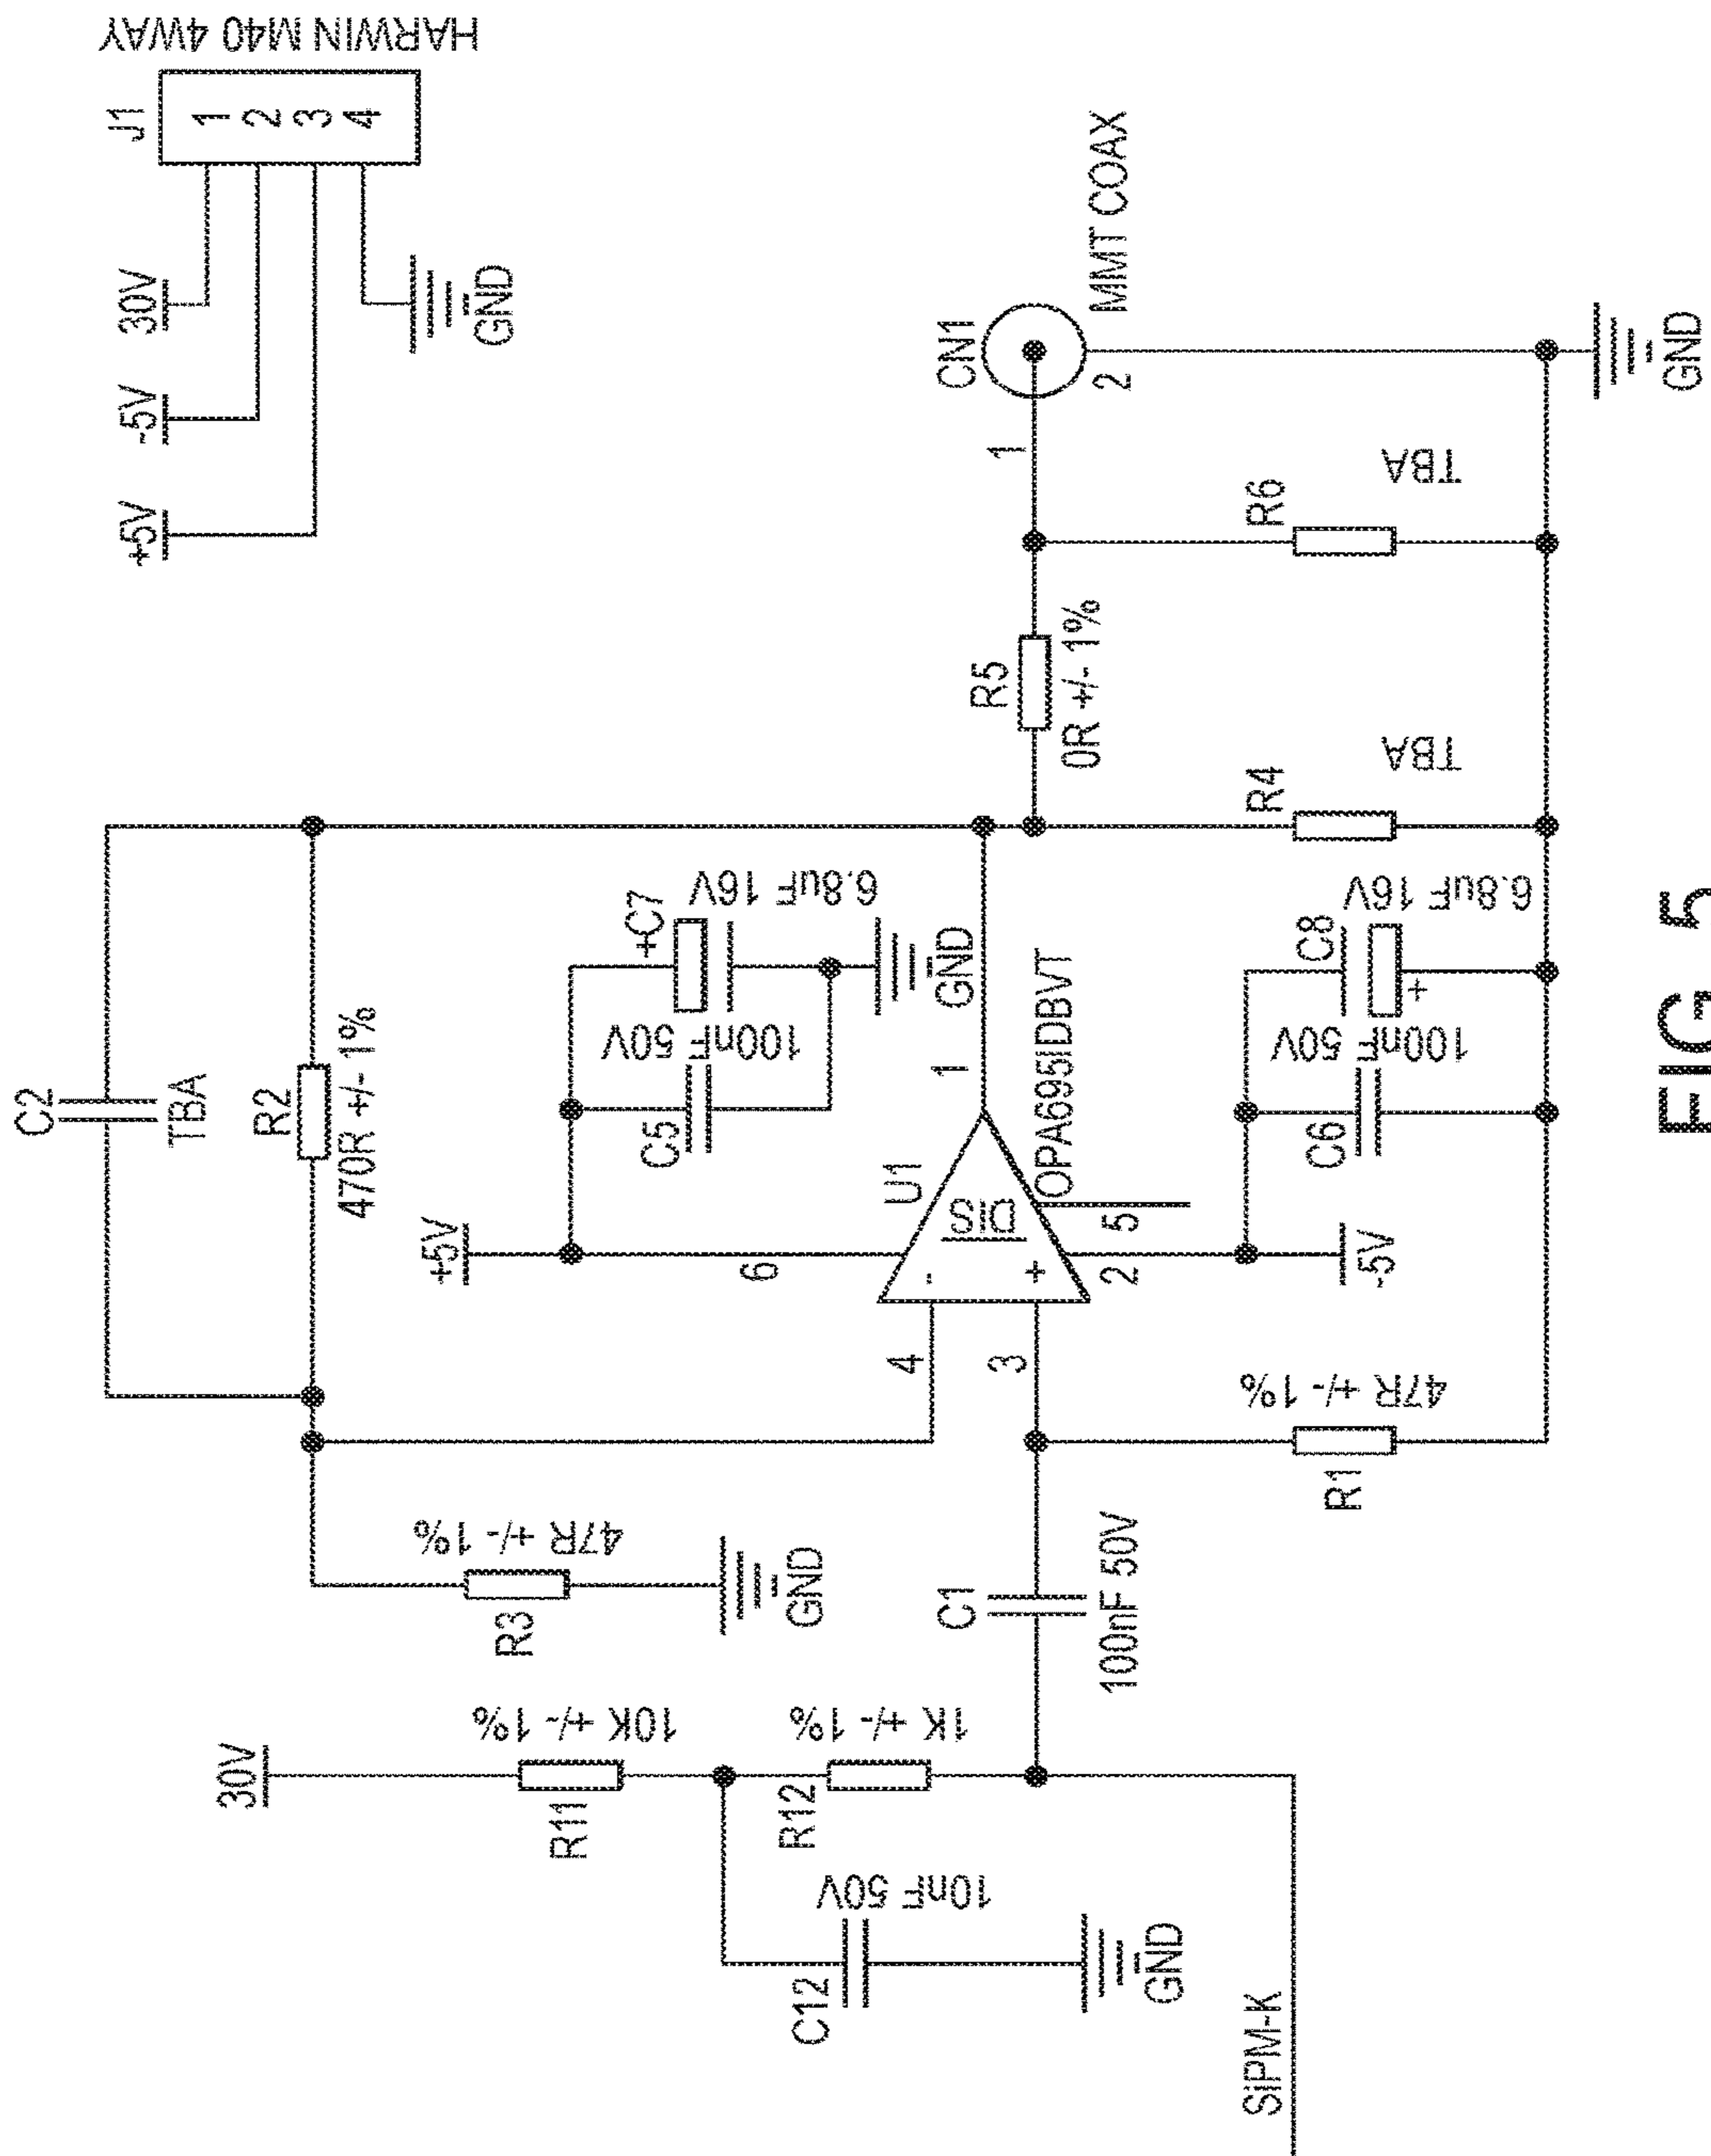 HARWIN M40 4WAY
J1
1
2
3
4
30V
-5V
+5V
GND
C2
TBA
R2
470R +/- 1%
+5V
+C7
6.8uF 16V
C5
100nF 50V
GND
6
U1
1
DIS
OPA695IDBVT
-
+
4
3
2
5
-5V
C8
6.8uF 16V
+
C6
100nF 50V
R3
47R +/- 1%
GND
30V
R11
10K +/- 1%
R12
1K +/- 1%
C12
10nF 50V
GND
C1
100nF 50V
R1
47R +/- 1%
SiPM-K
R5
0R +/- 1%
R4
TBA
R6
TBA
CN1
1
2
MMT COAX
GND
FIG. 5